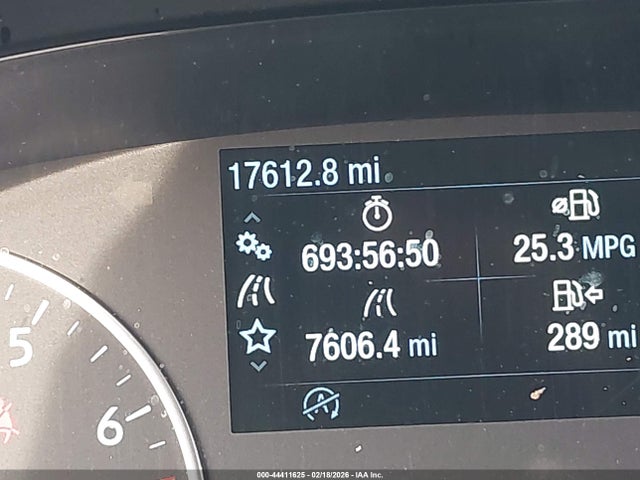 17612.8 mi
693:56:50
25.3 MPG
7606.4 mi
289 mi
5
6
A
000-44411625 - 02/18/2026 - IAA Inc.